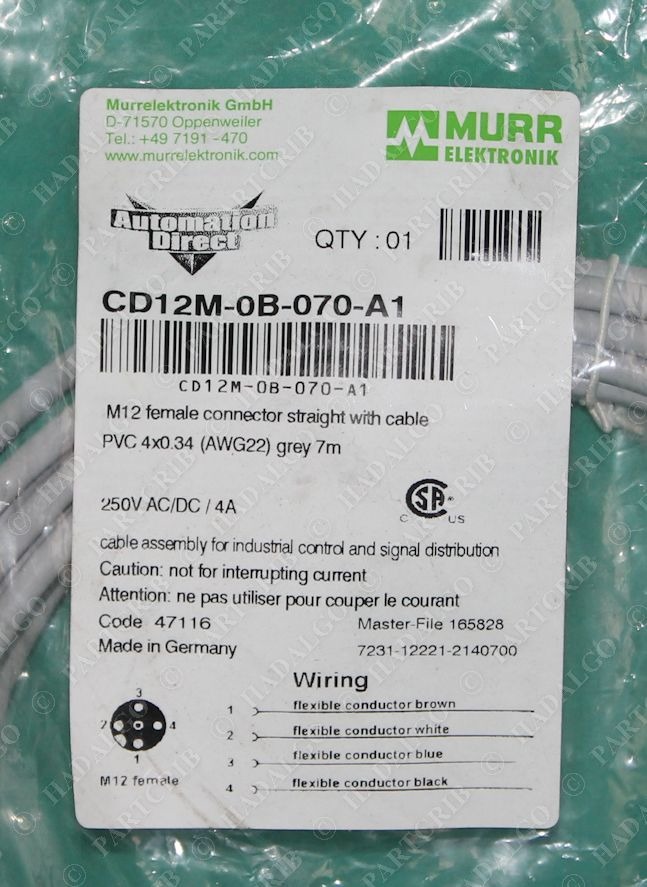 Murrelektronik GmbH
D-71570 Oppenweiler
Tel.: +49 7191 -470
www.murrelektronik.com
MURR
ELEKTRONIK
Automation
Direct
QTY : 01
CD12M-0B-070-A1
CD12M-0B-070-A1
M12 female connector straight with cable
PVC 4x0.34 (AWG22) grey 7m
250V AC/DC / 4A
CSA ®
C US
cable assembly for industrial control and signal distribution
Caution: not for interrupting current
Attention: ne pas utiliser pour couper le courant
Code 47116
Master-File 165828
Made in Germany
7231-12221-2140700
Wiring
3
2 4
1
M12 female
1 flexible conductor brown
2 flexible conductor white
3 flexible conductor blue
4 flexible conductor black
© HADALGO PARTCRIB